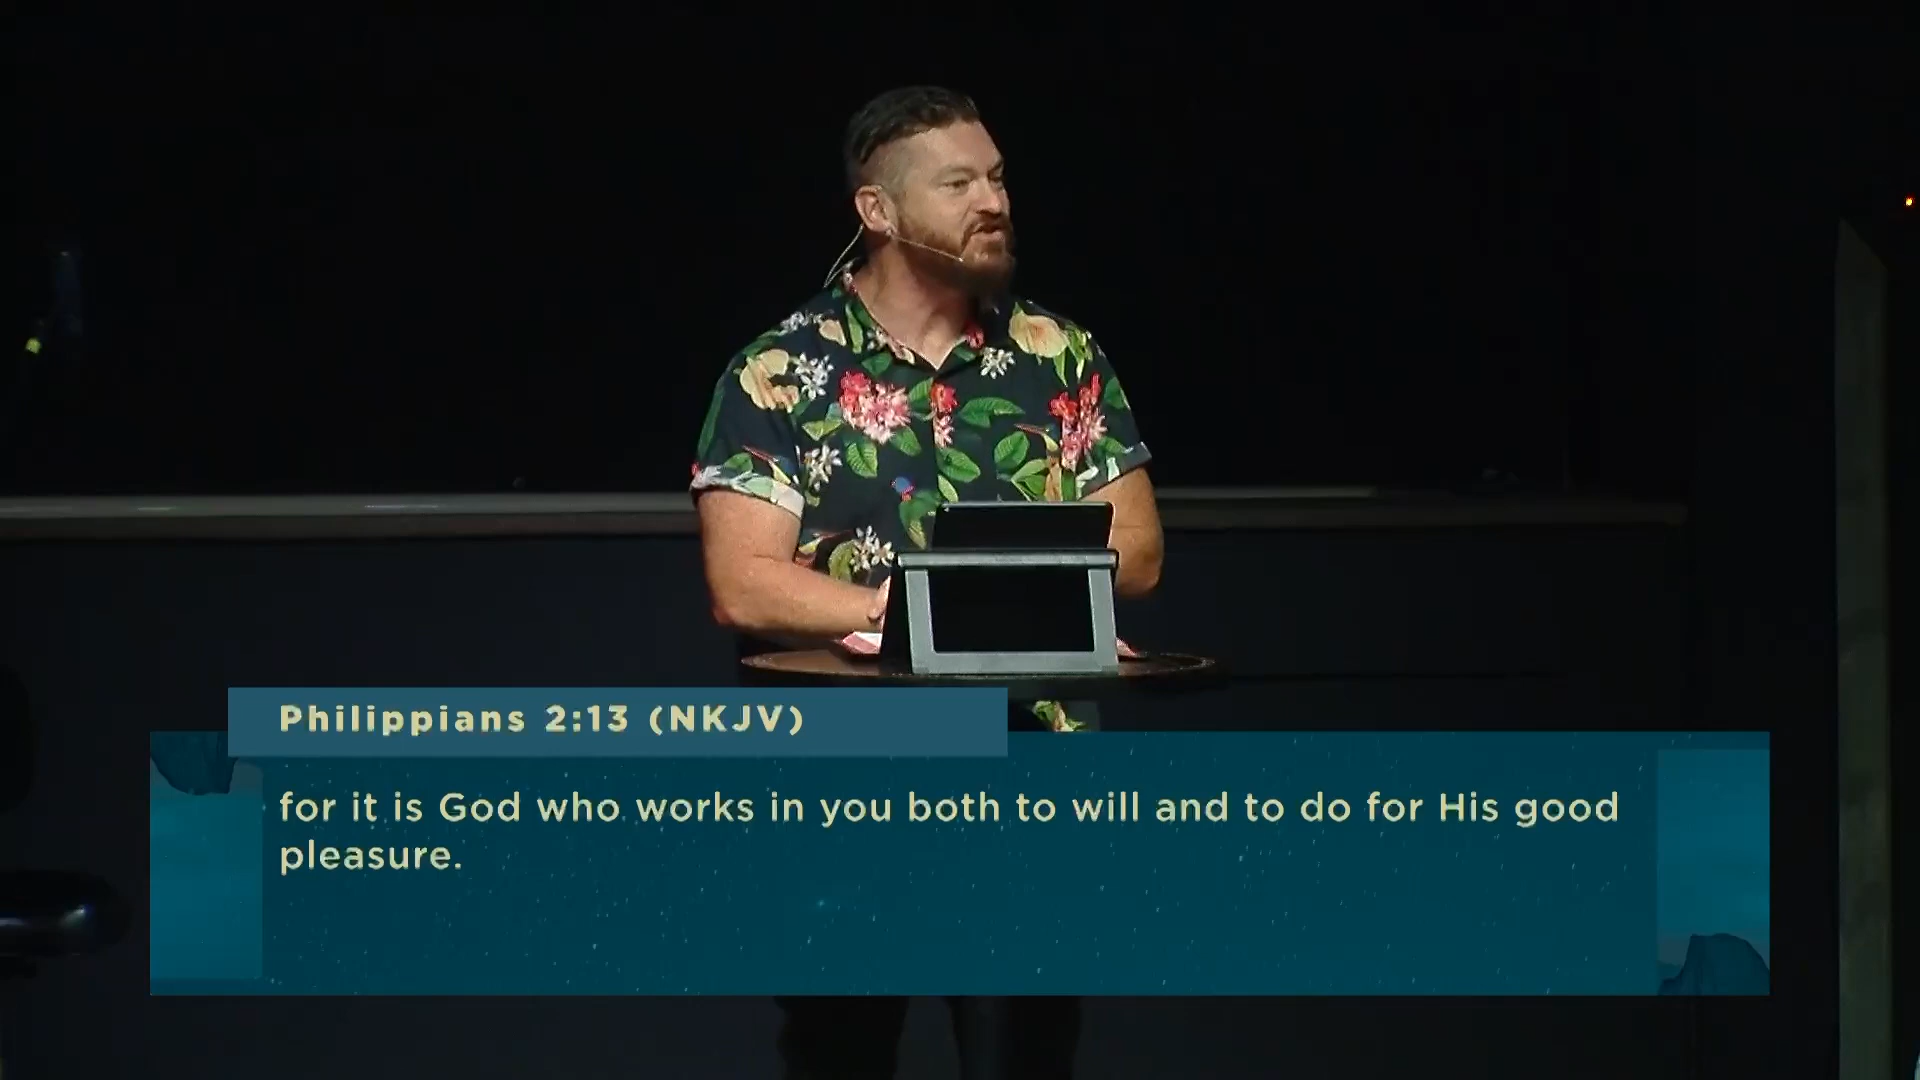 Philippians 2:13 (NKJV)
for it is God who works in you both to will and to do for His good
pleasure.